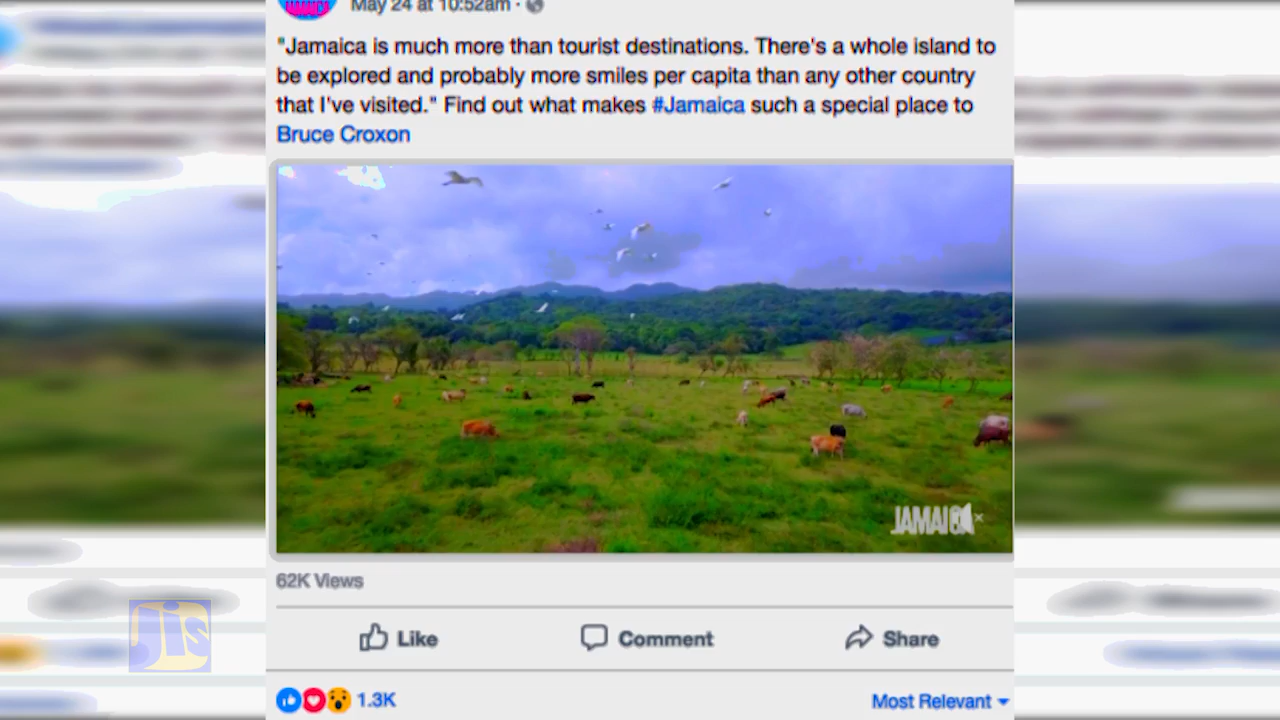 May 24 at 10:52am ·
"Jamaica is much more than tourist destinations. There's a whole island to
be explored and probably more smiles per capita than any other country
that I've visited." Find out what makes #Jamaica such a special place to
Bruce Croxon
JAMAI
62K Views
Like Comment Share
jis
1.3K Most Relevant